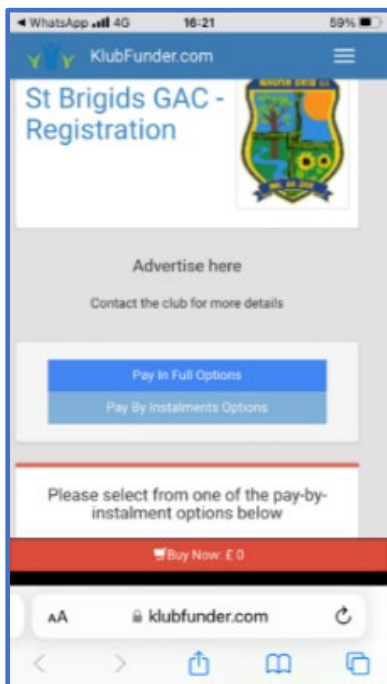 WhatsApp 4G 16:21 59%
KlubFunder.com
St Brigids GAC -
Registration
Advertise here
Contact the club for more details
Pay In Full Options
Pay By Instalments Options
Please select from one of the pay-by-
instalment options below
Buy Now: £ 0
AA klubfunder.com